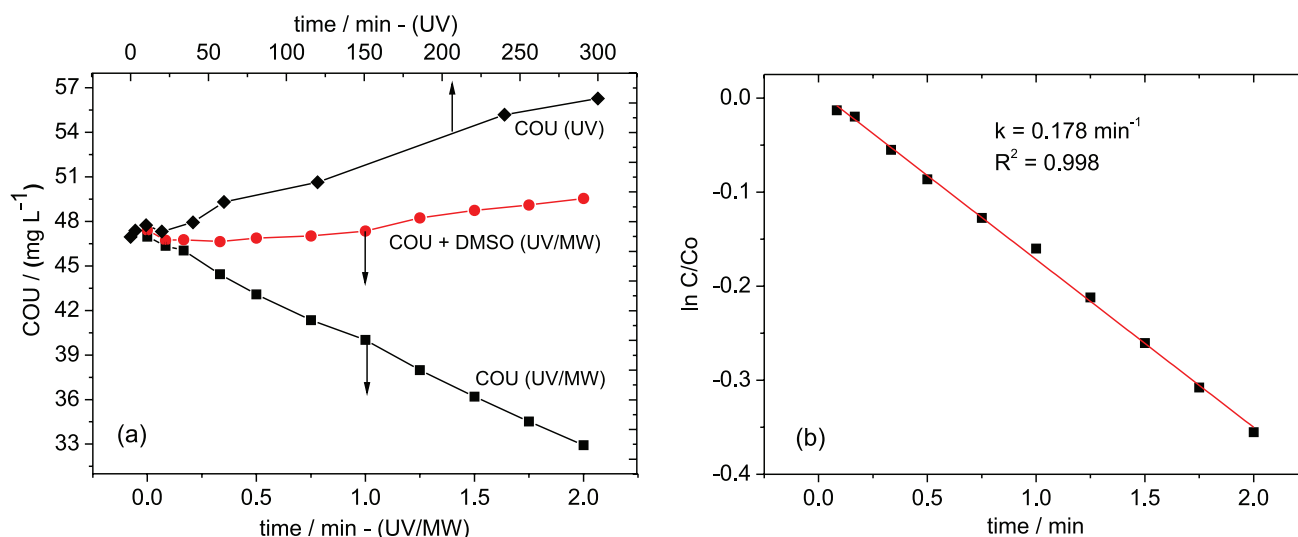 time / min - (UV)
0 50 100 150 200 250 300
57
54
51
48
46
42
39
36
33
COU / (mg L⁻¹)
COU (UV)
COU + DMSO (UV/MW)
COU (UV/MW)
(a)
0.0 0.5 1.0 1.5 2.0
time / min - (UV/MW)
0.0
-0.1
-0.2
-0.3
-0.4
ln C/Co
k = 0.178 min⁻¹
R² = 0.998
(b)
0.0 0.5 1.0 1.5 2.0
time / min